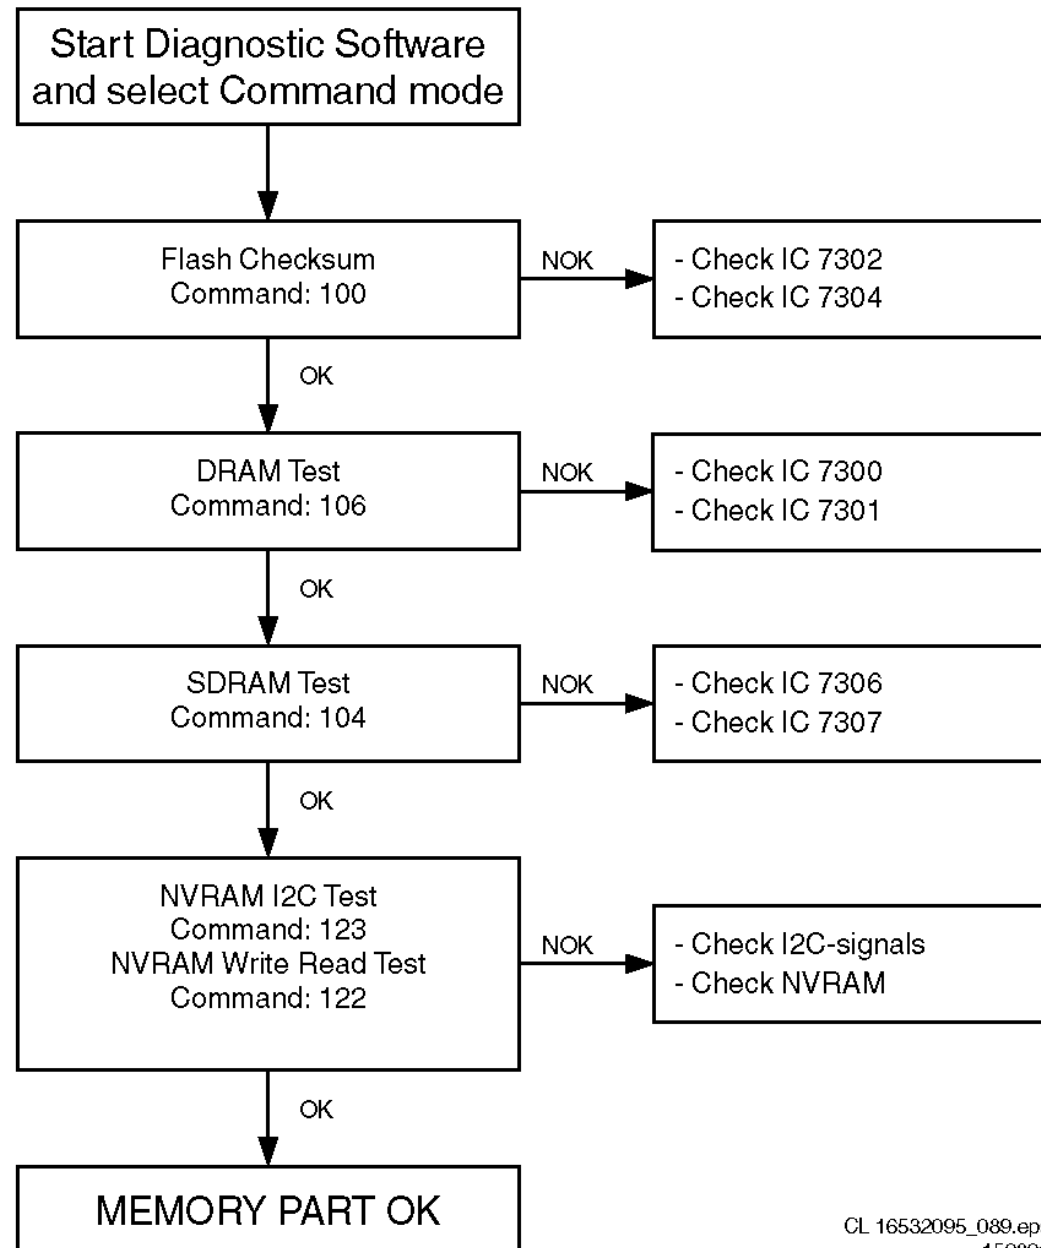 Start Diagnostic Software
and select Command mode
Flash Checksum
Command: 100
NOK
- Check IC 7302
- Check IC 7304
OK
DRAM Test
Command: 106
NOK
- Check IC 7300
- Check IC 7301
OK
SDRAM Test
Command: 104
NOK
- Check IC 7306
- Check IC 7307
OK
NVRAM I2C Test
Command: 123
NVRAM Write Read Test
Command: 122
NOK
- Check I2C-signals
- Check NVRAM
OK
MEMORY PART OK
CL 16532095_089.ep